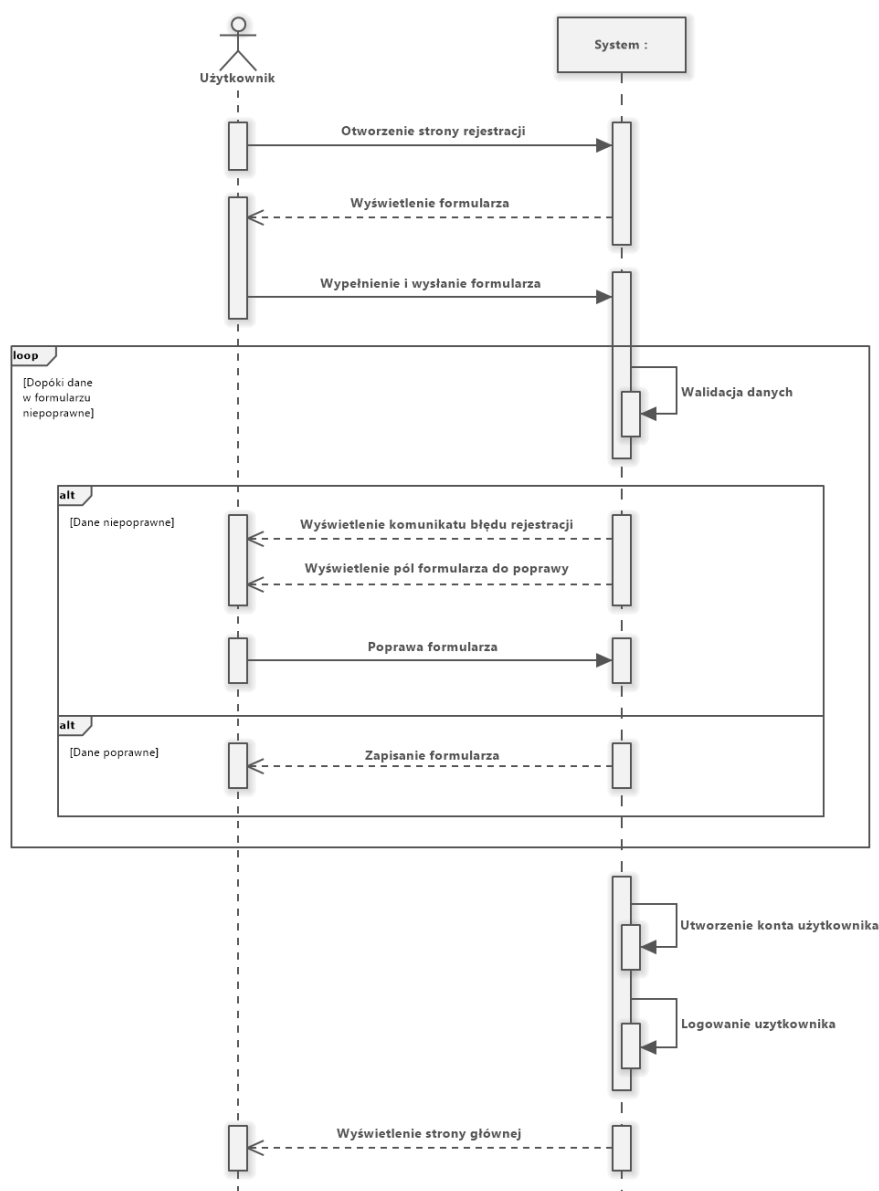 Użytkownik
System :
Otworzenie strony rejestracji
Wyświetlenie formularza
Wypełnienie i wysłanie formularza
loop
[Dopóki dane
w formularzu
niepoprawne]
Walidacja danych
alt
[Dane niepoprawne]
Wyświetlenie komunikatu błędu rejestracji
Wyświetlenie pól formularza do poprawy
Poprawa formularza
alt
[Dane poprawne]
Zapisanie formularza
Utworzenie konta użytkownika
Logowanie uzytkownika
Wyświetlenie strony głównej